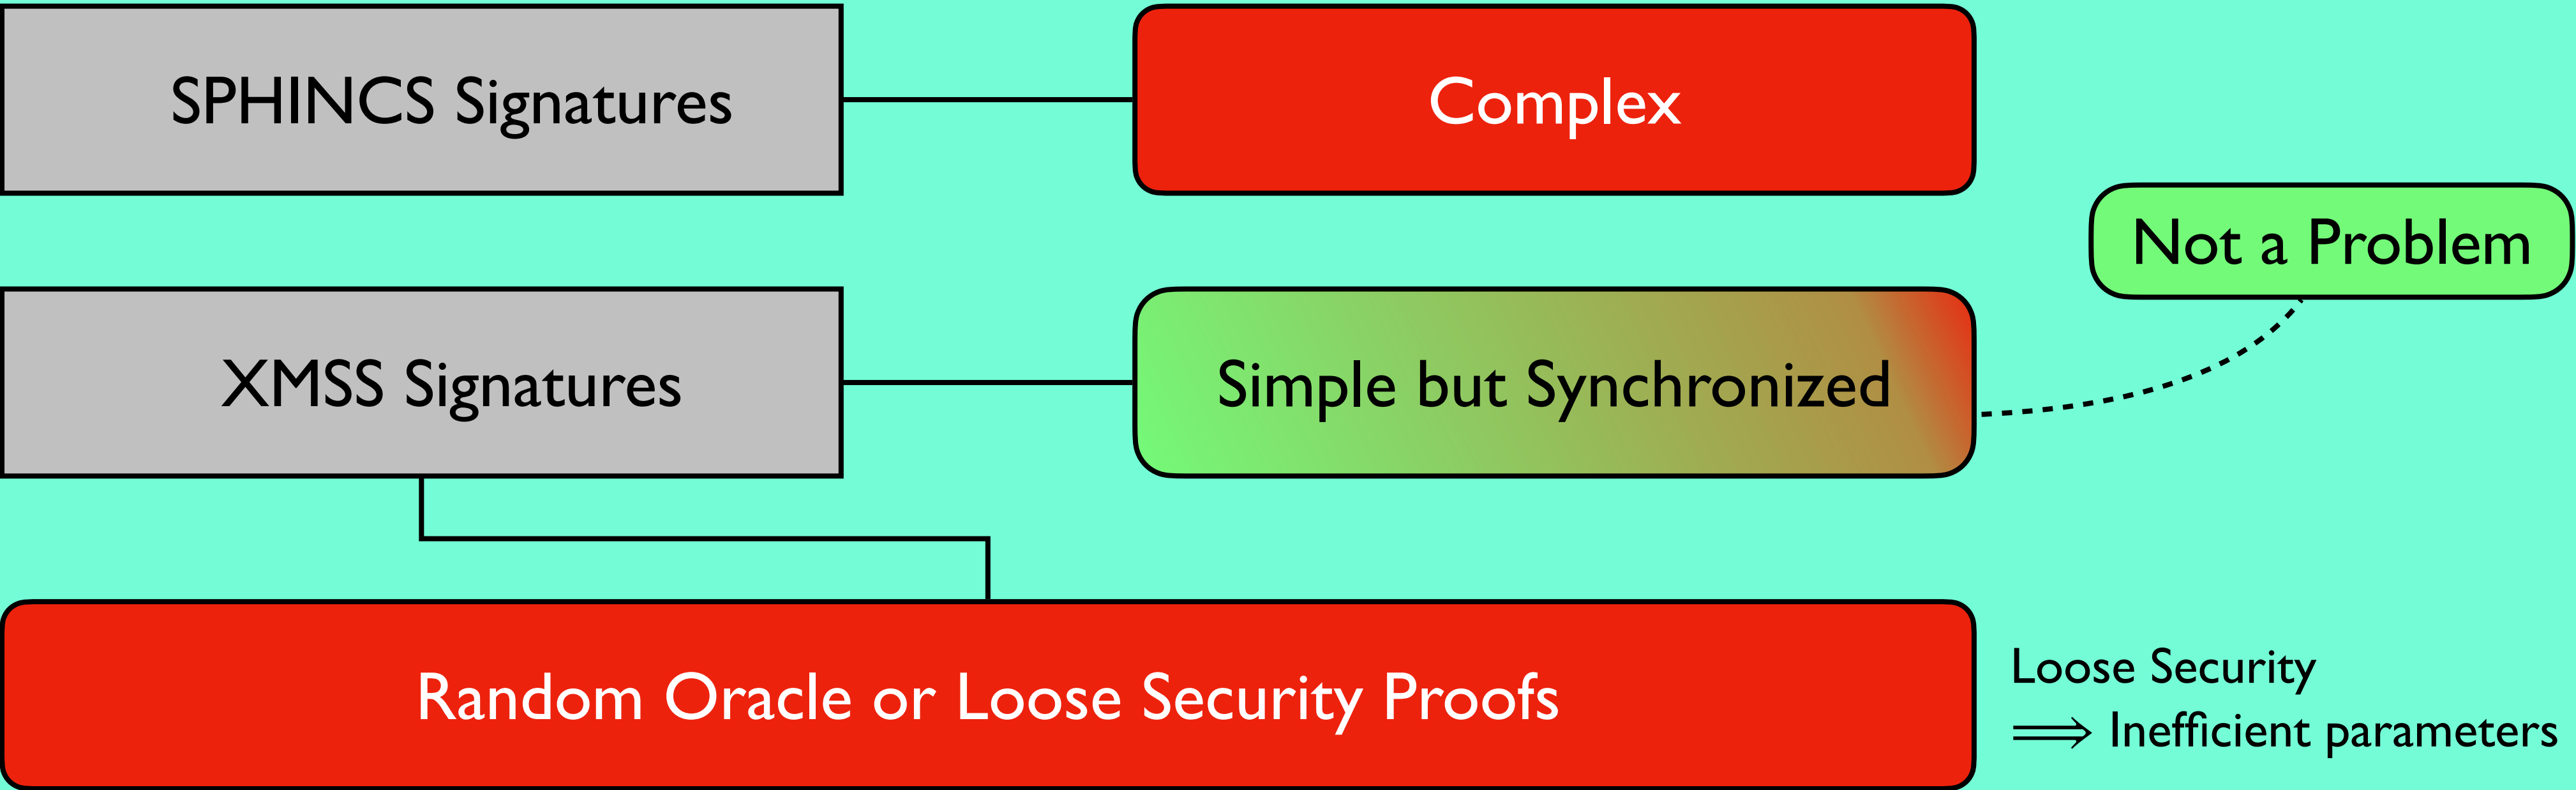 SPHINCS Signatures
Complex
Not a Problem
XMSS Signatures
Simple but Synchronized
Random Oracle or Loose Security Proofs
Loose Security
⟹ Inefficient parameters